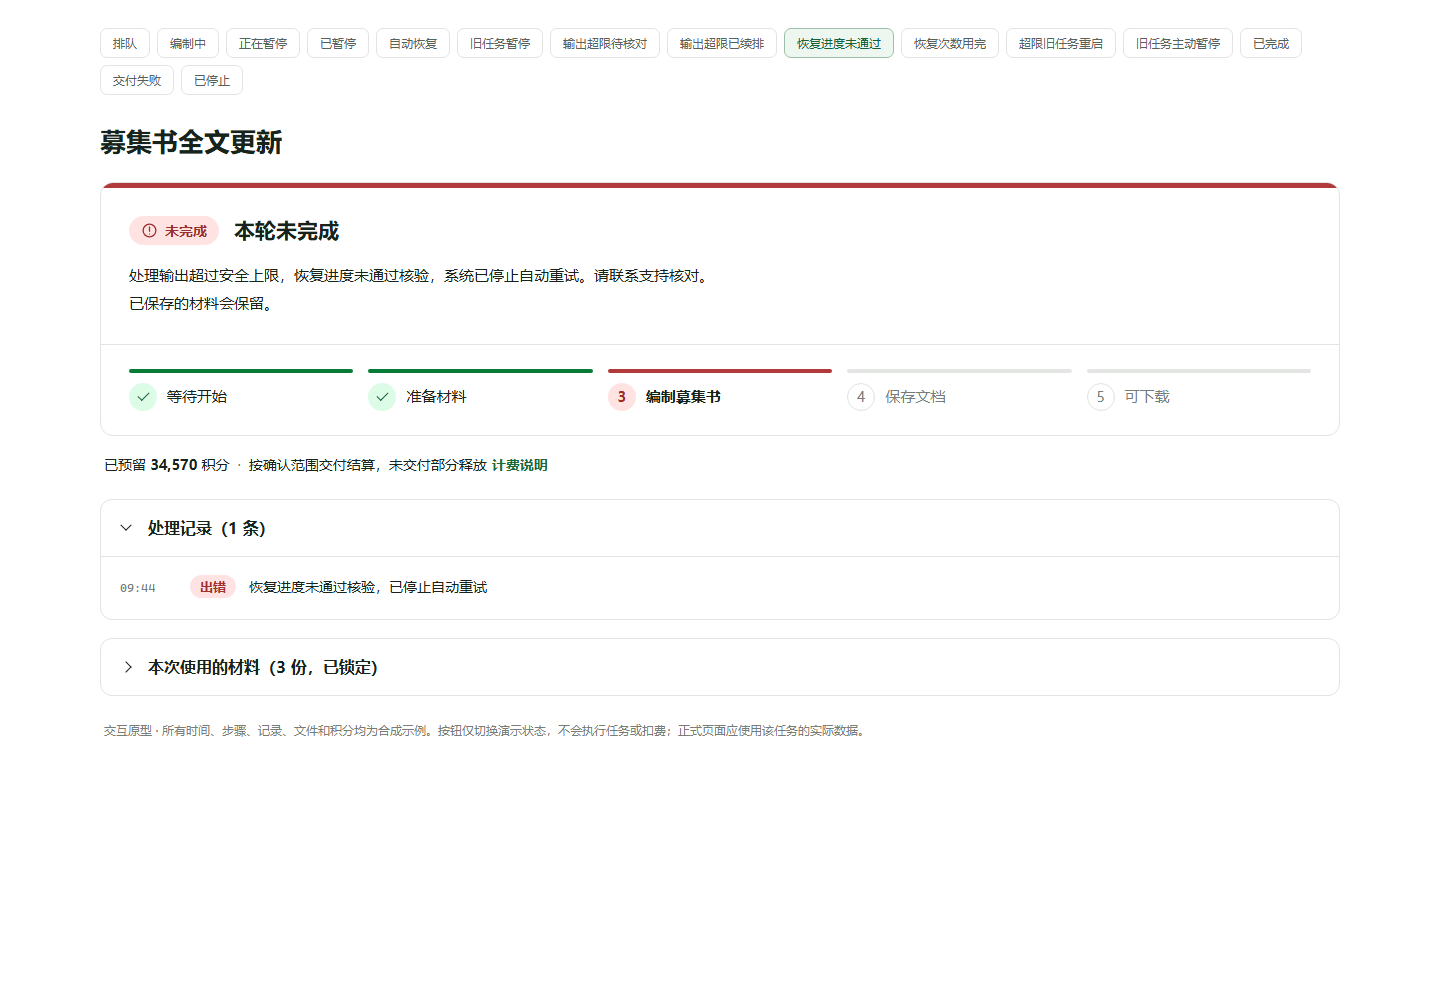 排队 编制中 正在暂停 已暂停 自动恢复 旧任务暂停 输出超限待核对 输出超限已续排 恢复进度未通过 恢复次数用完 超限旧任务重启 旧任务主动暂停 已完成
交付失败 已停止
募集书全文更新
未完成 本轮未完成
处理输出超过安全上限，恢复进度未通过核验，系统已停止自动重试。请联系支持核对。
已保存的材料会保留。
等待开始 准备材料 3 编制募集书 4 保存文档 5 可下载
已预留 34,570 积分 · 按确认范围交付结算，未交付部分释放 计费说明
处理记录（1 条）
09:44 出错 恢复进度未通过核验，已停止自动重试
本次使用的材料（3 份，已锁定）
交互原型 · 所有时间、步骤、记录、文件和积分均为合成示例。按钮仅切换演示状态，不会执行任务或扣费；正式页面应使用该任务的实际数据。